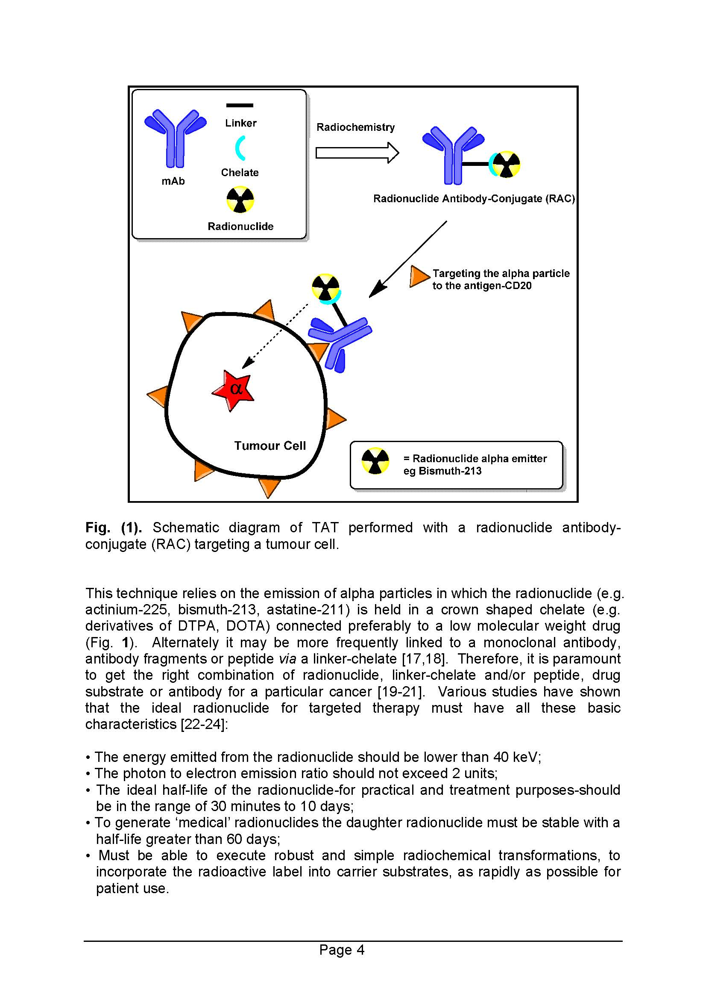 Linker
Radiochemistry
Chelate
mAb
Radionuclide Antibody-Conjugate (RAC)
Radionuclide
Targeting the alpha particle
to the antigen-CD20
α
Tumour Cell
= Radionuclide alpha emitter
eg Bismuth-213
Fig. (1). Schematic diagram of TAT performed with a radionuclide antibody-
conjugate (RAC) targeting a tumour cell.
This technique relies on the emission of alpha particles in which the radionuclide (e.g.
actinium-225, bismuth-213, astatine-211) is held in a crown shaped chelate (e.g.
derivatives of DTPA, DOTA) connected preferably to a low molecular weight drug
(Fig. 1). Alternately it may be more frequently linked to a monoclonal antibody,
antibody fragments or peptide via a linker-chelate [17,18]. Therefore, it is paramount
to get the right combination of radionuclide, linker-chelate and/or peptide, drug
substrate or antibody for a particular cancer [19-21]. Various studies have shown
that the ideal radionuclide for targeted therapy must have all these basic
characteristics [22-24]:
• The energy emitted from the radionuclide should be lower than 40 keV;
• The photon to electron emission ratio should not exceed 2 units;
• The ideal half-life of the radionuclide-for practical and treatment purposes-should
be in the range of 30 minutes to 10 days;
• To generate ‘medical’ radionuclides the daughter radionuclide must be stable with a
half-life greater than 60 days;
• Must be able to execute robust and simple radiochemical transformations, to
incorporate the radioactive label into carrier substrates, as rapidly as possible for
patient use.
Page 4